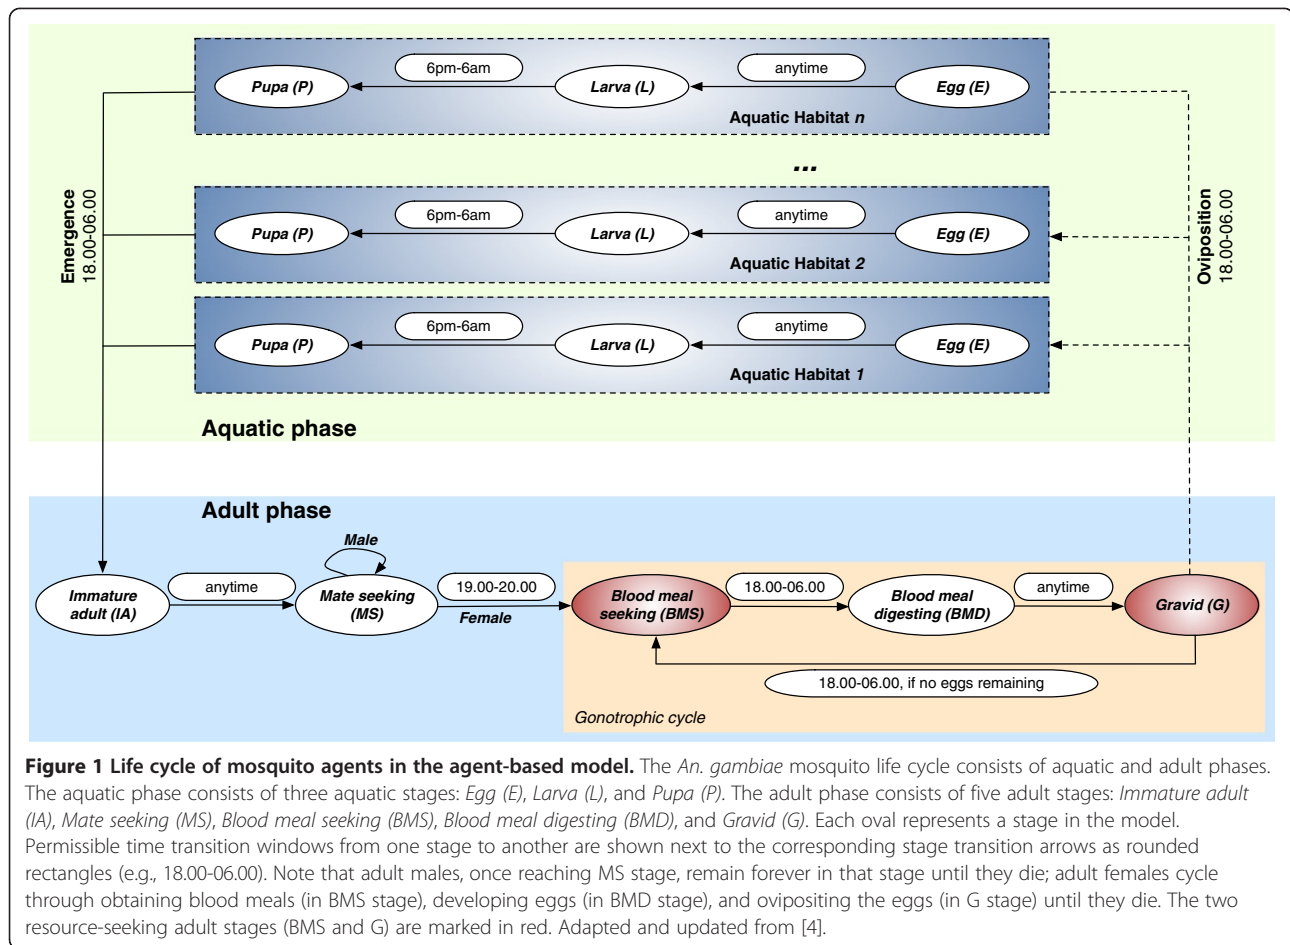 6pm-6am
anytime
Pupa (P)
Larva (L)
Egg (E)
Aquatic Habitat n
...
6pm-6am
anytime
Pupa (P)
Larva (L)
Egg (E)
Aquatic Habitat 2
6pm-6am
anytime
Pupa (P)
Larva (L)
Egg (E)
Aquatic Habitat 1
Emergence
18.00-06.00
Oviposition
18.00-06.00
Aquatic phase
Adult phase
Male
Immature
adult (IA)
anytime
Mate seeking
(MS)
19.00-20.00
Female
Blood meal
seeking (BMS)
18.00-06.00
Blood meal
digesting (BMD)
anytime
Gravid (G)
18.00-06.00, if no eggs remaining
Gonotrophic cycle
Figure 1 Life cycle of mosquito agents in the agent-based model. The An. gambiae mosquito life cycle consists of aquatic and adult phases.
The aquatic phase consists of three aquatic stages: Egg (E), Larva (L), and Pupa (P). The adult phase consists of five adult stages: Immature adult
(IA), Mate seeking (MS), Blood meal seeking (BMS), Blood meal digesting (BMD), and Gravid (G). Each oval represents a stage in the model.
Permissible time transition windows from one stage to another are shown next to the corresponding stage transition arrows as rounded
rectangles (e.g., 18.00-06.00). Note that adult males, once reaching MS stage, remain forever in that stage until they die; adult females cycle
through obtaining blood meals (in BMS stage), developing eggs (in BMD stage), and ovipositing the eggs (in G stage) until they die. The two
resource-seeking adult stages (BMS and G) are marked in red. Adapted and updated from [4].